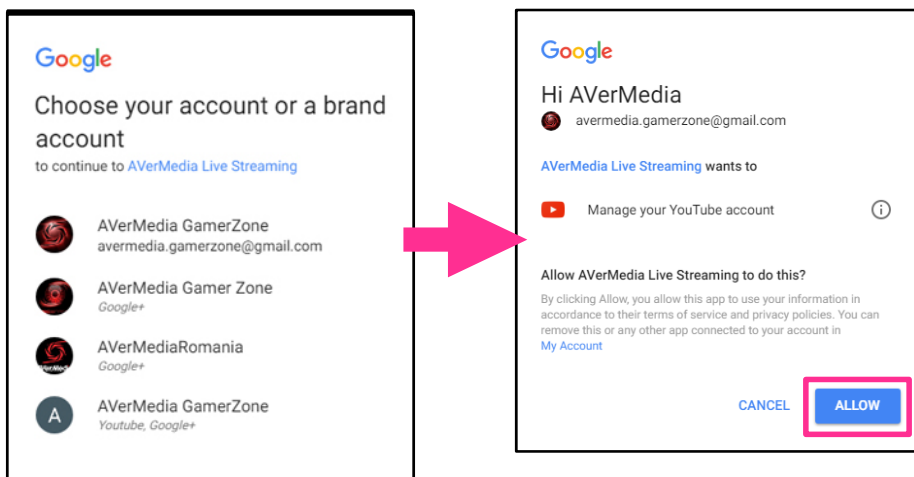 Google
Choose your account or a brand
account
to continue to AVerMedia Live Streaming
AVerMedia GamerZone
avermedia.gamerzone@gmail.com
AVerMedia Gamer Zone
Google+
AVerMediaRomania
Google+
A
AVerMedia GamerZone
Youtube, Google+
Google
Hi AVerMedia
avermedia.gamerzone@gmail.com
AVerMedia Live Streaming wants to
Manage your YouTube account
Allow AVerMedia Live Streaming to do this?
By clicking Allow, you allow this app to use your information in
accordance to their terms of service and privacy policies. You can
remove this or any other app connected to your account in
My Account
CANCEL
ALLOW